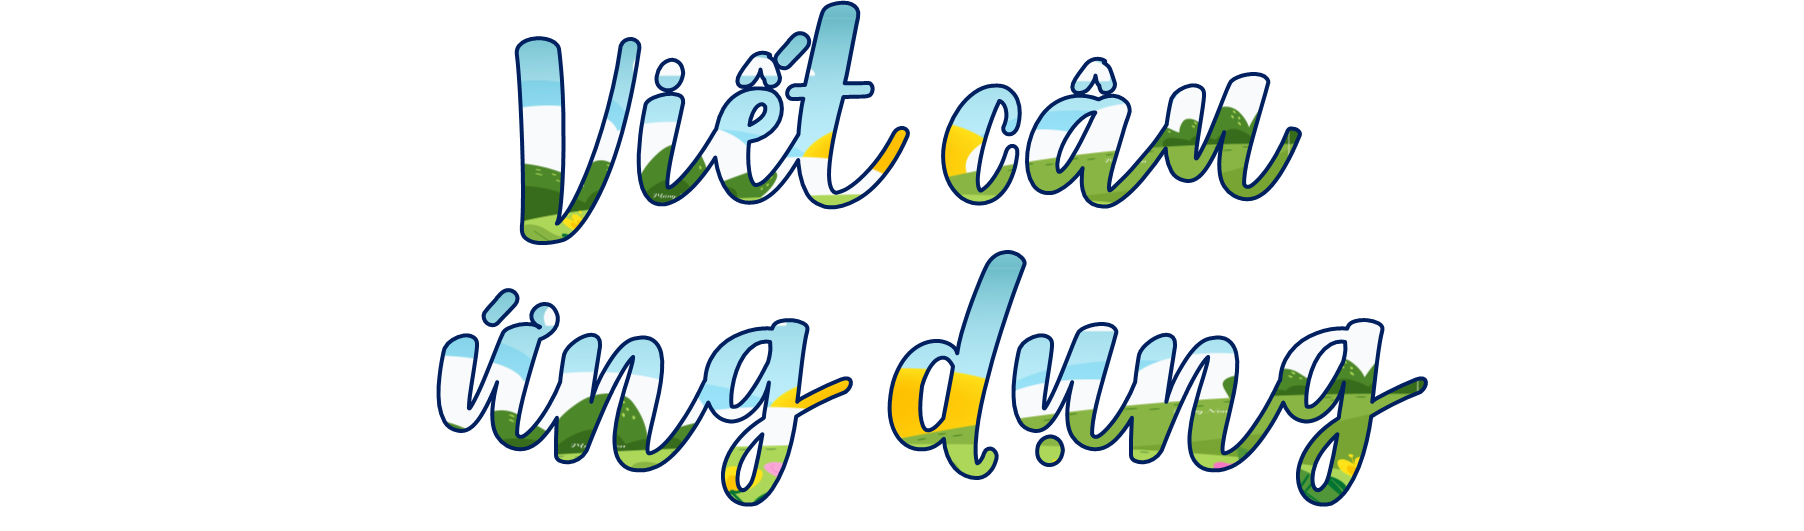 Viết câu
ứng dụng